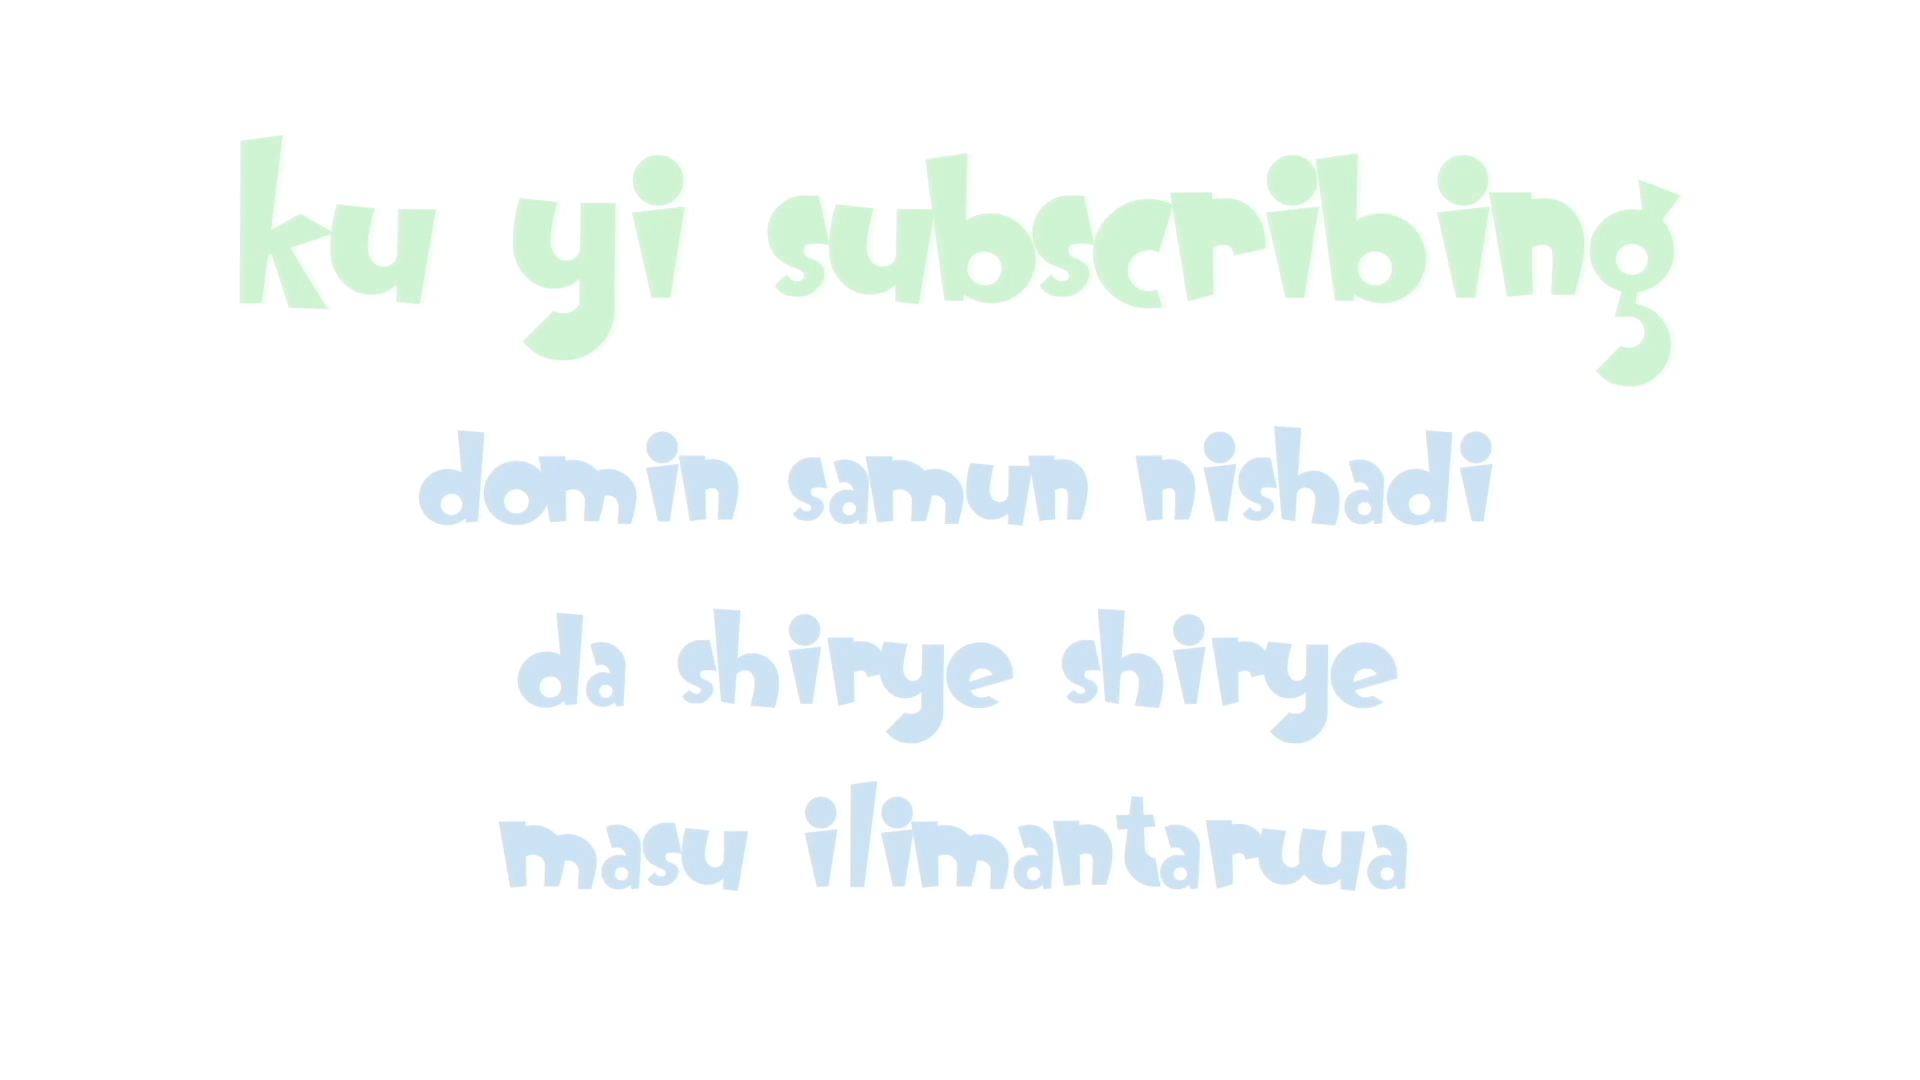 ku yi subscribing
domin samun nishadi
da shirye shirye
masu ilimantarwa